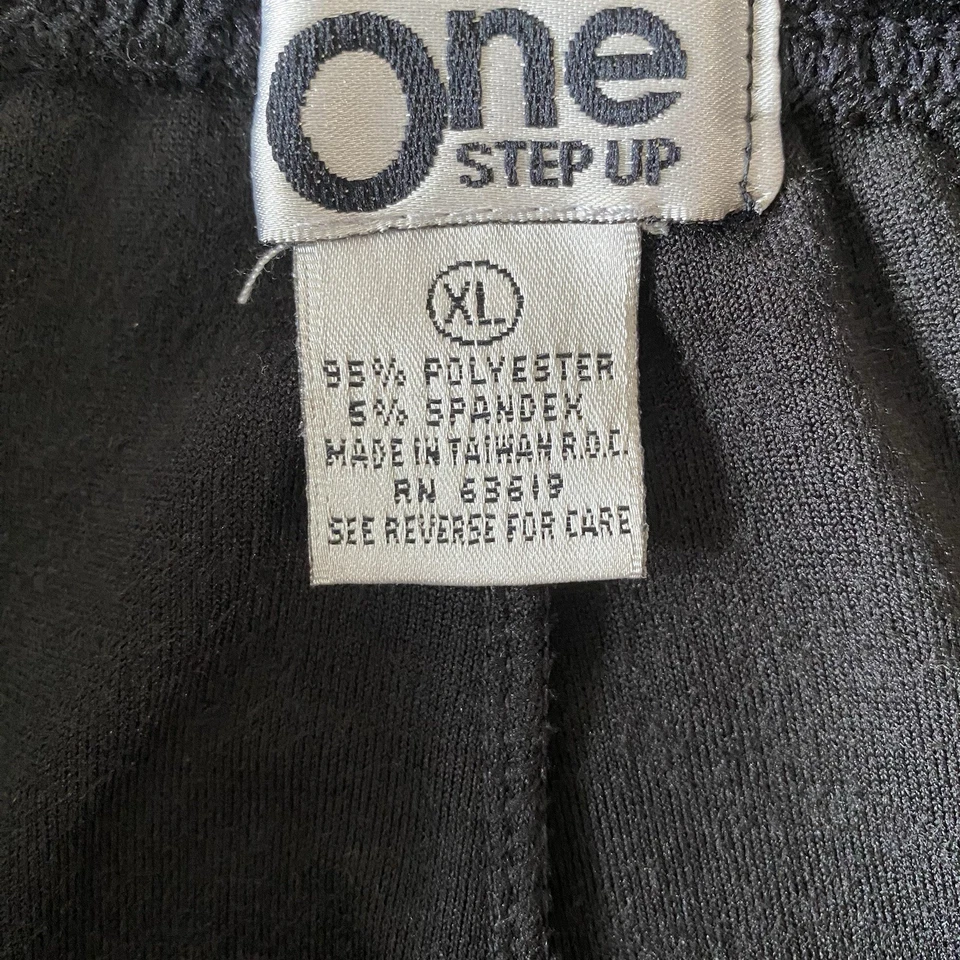 One
STEP UP
XL
95% POLYESTER
5% SPANDEX
MADE IN TAIWAN R.O.C.
RN 63619
SEE REVERSE FOR CARE